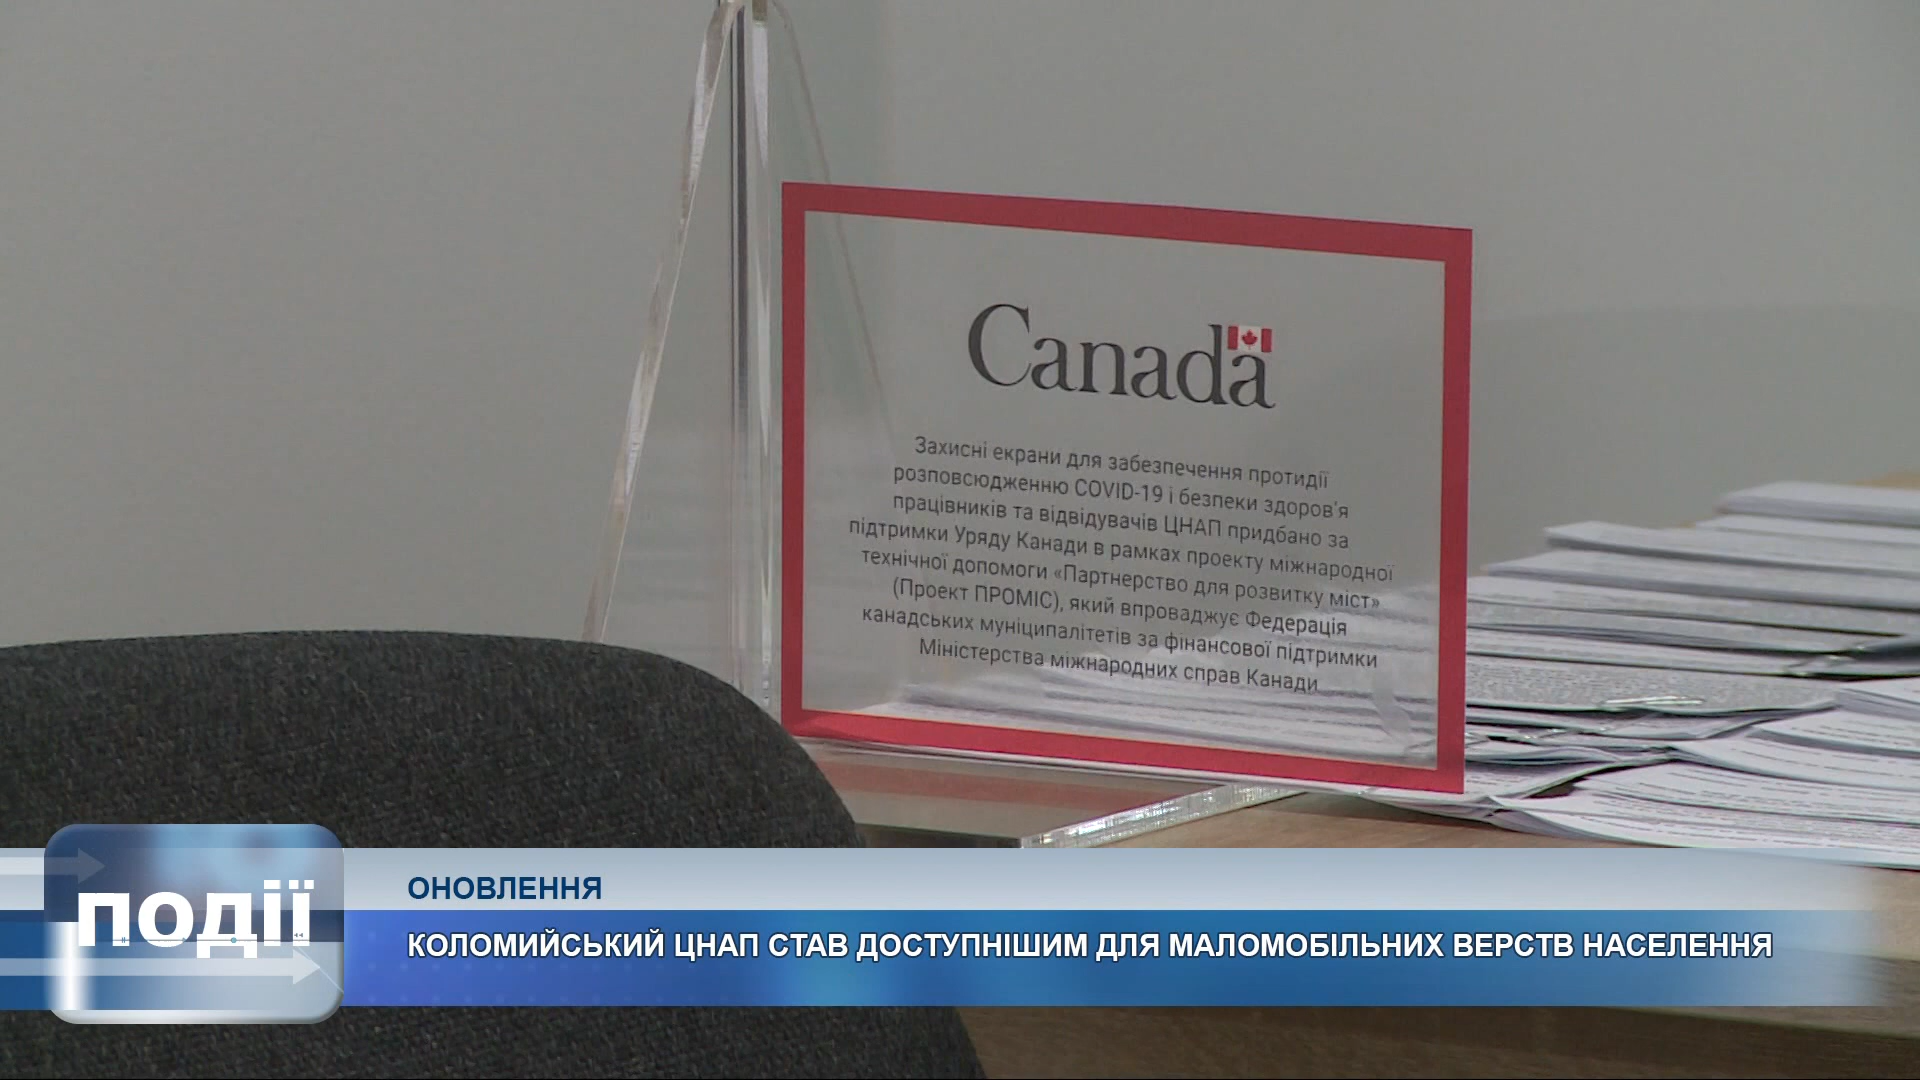 Canada
Захисні екрани для забезпечення протидії
розповсюдженню COVID-19 і безпеки здоров'я
працівників та відвідувачів ЦНАП придбано за
підтримки Уряду Канади в рамках проекту міжнародної
технічної допомоги «Партнерство для розвитку міст»
(Проект ПРОМІС), який впроваджує Федерація
канадських муніципалітетів за фінансової підтримки
Міністерства міжнародних справ Канади
події
ОНОВЛЕННЯ
КОЛОМИЙСЬКИЙ ЦНАП СТАВ ДОСТУПНІШИМ ДЛЯ МАЛОМОБІЛЬНИХ ВЕРСТВ НАСЕЛЕННЯ